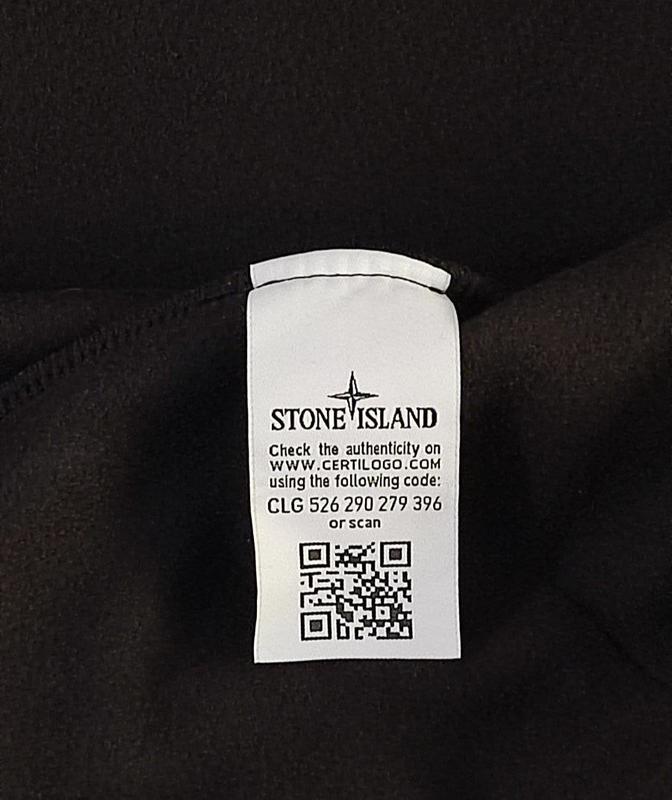 STONE ISLAND
Check the authenticity on
WWW.CERTILOGO.COM
using the following code:
CLG 526 290 279 396
or scan